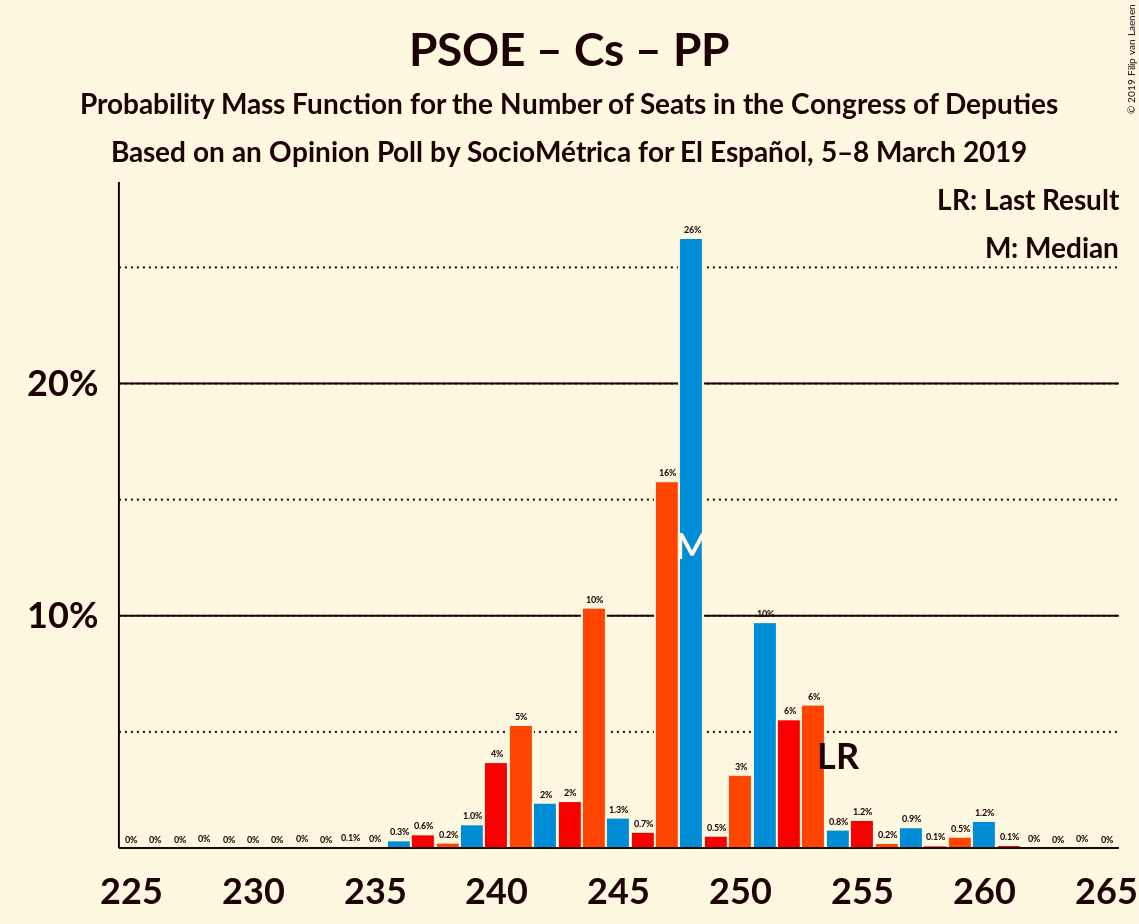 PSOE – Cs – PP
Probability Mass Function for the Number of Seats in the Congress of Deputies
Based on an Opinion Poll by SocioMétrica for El Español, 5–8 March 2019
© 2019 Filip van Laenen
LR: Last Result
M: Median
20%
10%
0% 0% 0% 0% 0% 0% 0% 0% 0% 0.1% 0% 0.3% 0.6% 0.2% 1.0% 4% 5% 2% 2% 10% 1.3% 0.7% 16% 26% 0.5% 3% 10% 6% 6% 0.8% 1.2% 0.2% 0.9% 0.1% 0.5% 1.2% 0.1% 0% 0% 0% 0%
M
LR
225 230 235 240 245 250 255 260 265